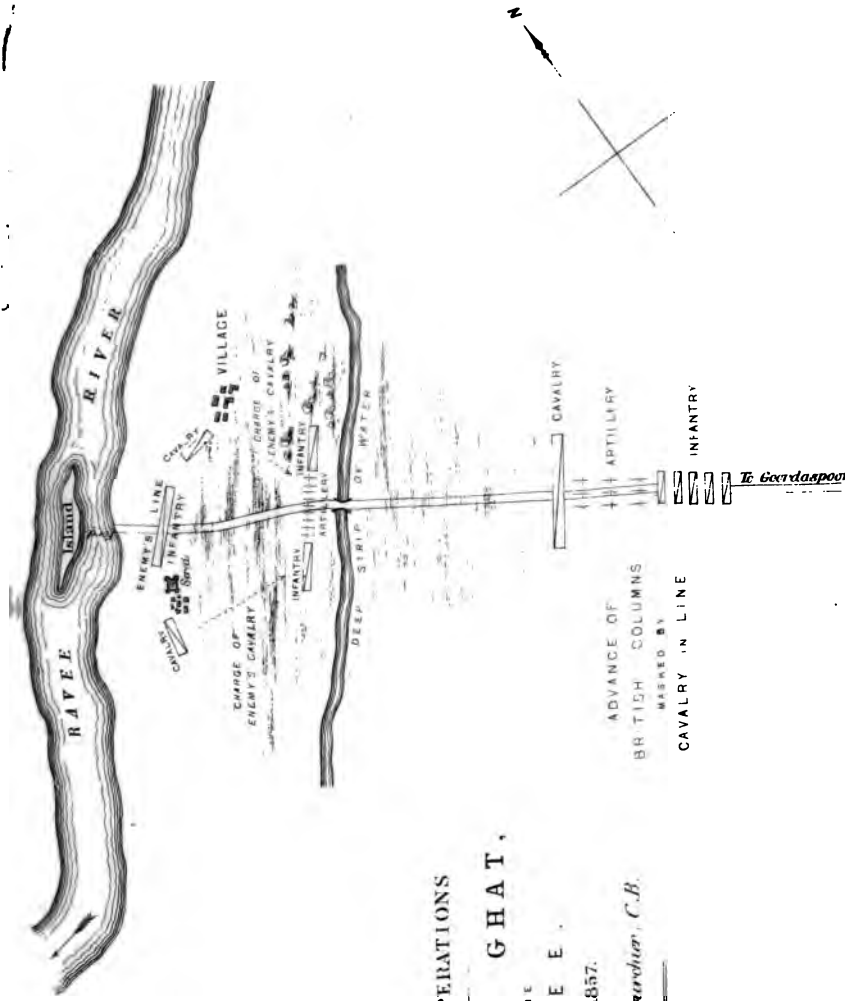 N
RIVER
RAVEE
Island
VILLAGE
CAVALRY
CHARGE OF
ENEMY'S CAVALRY
ENEMY'S LINE
INFANTRY
Serai
CAVALRY
CHARGE OF
ENEMY'S CAVALRY
INFANTRY
ARTILLERY
INFANTRY
DEEP STRIP OF WATER
CAVALRY
ARTILLERY
INFANTRY
To Goordaspoor
ADVANCE OF
BRITISH COLUMNS
MASKED BY
CAVALRY IN LINE
PERATIONS
GHAT,
E E.
857.
C.B.